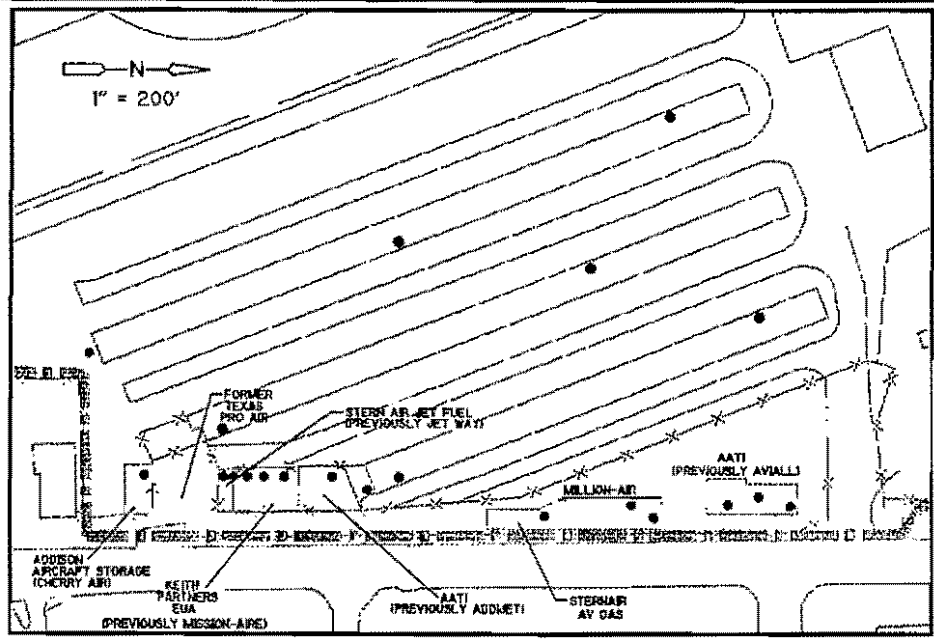 N
1" = 200'
FORMER
TEXAS
PRO AIR
STERN AIR JET FUEL
(PREVIOUSLY JET WAY)
AATI
(PREVIOUSLY AVIALL)
MILLION-AIR
ADDISON
AIRCRAFT STORAGE
(CHERRY AIR)
KEITH
PARTNERS
EUA
(PREVIOUSLY MISSION-AIRE)
AATI
(PREVIOUSLY ADDJET)
STERNAIR
AV GAS